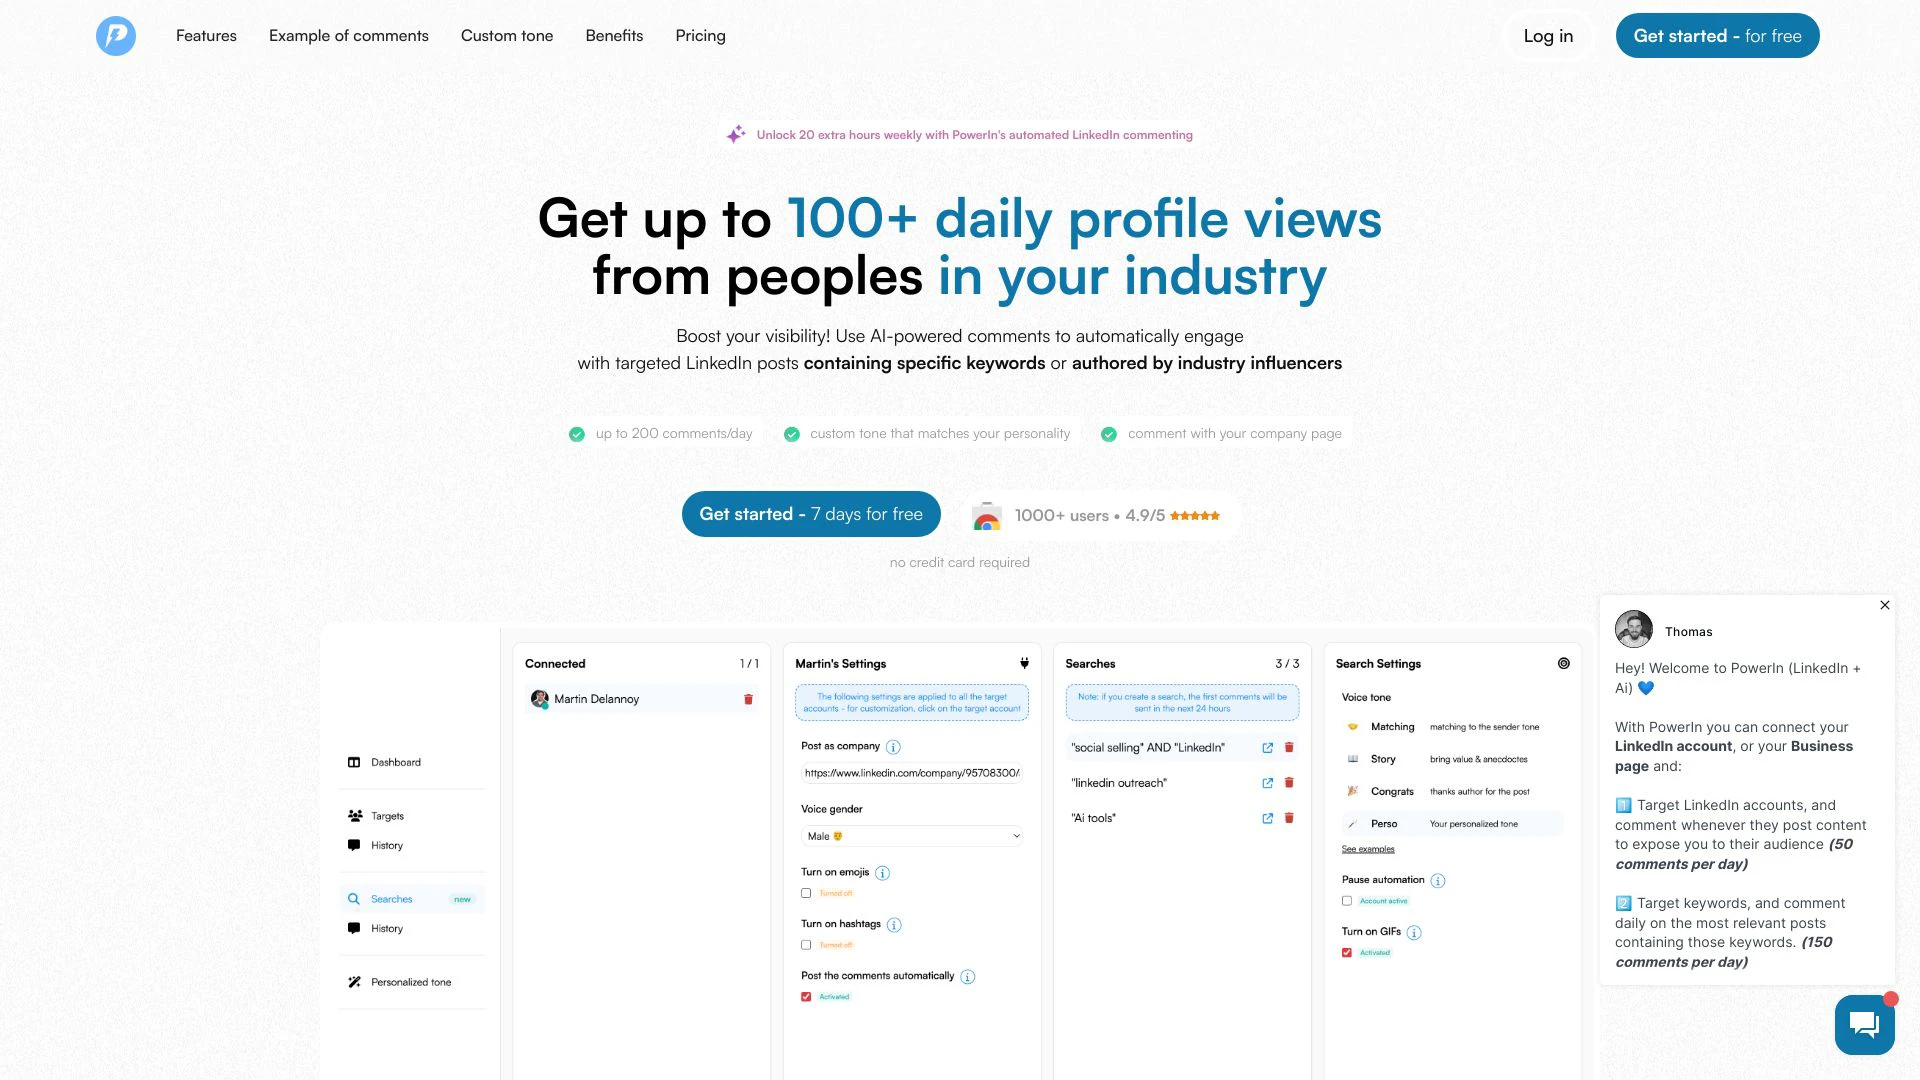 Features
Example of comments
Custom tone
Benefits
Pricing
Log in
Get started - for free
Unlock 20 extra hours weekly with PowerIn's automated LinkedIn commenting
Get up to 100+ daily profile views
from peoples in your industry
Boost your visibility! Use AI-powered comments to automatically engage
with targeted LinkedIn posts containing specific keywords or authored by industry influencers
up to 200 comments/day
custom tone that matches your personality
comment with your company page
Get started - 7 days for free
1000+ users • 4.9/5
no credit card required
Dashboard
Targets
History
Searches
new
History
Personalized tone
Connected
1 / 1
Martin Delannoy
Martin's Settings
The following settings are applied to all the target
accounts - for customization, click on the target account
Post as company
https://www.linkedin.com/company/95708300/
Voice gender
Male
Turn on emojis
Turned off
Turn on hashtags
Turned off
Post the comments automatically
Activated
Searches
3 / 3
Note: if you create a search, the first comments will be
sent in the next 24 hours
"social selling" AND "LinkedIn"
"linkedin outreach"
"Ai tools"
Search Settings
Voice tone
Matching
matching to the sender tone
Story
bring value & anecdoctes
Congrats
thanks author for the post
Perso
Your personalized tone
See examples
Pause automation
Account active
Turn on GIFs
Activated
Thomas
Hey! Welcome to PowerIn (LinkedIn +
Ai) 💙
With PowerIn you can connect your
LinkedIn account, or your Business
page and:
1️⃣ Target LinkedIn accounts, and
comment whenever they post content
to expose you to their audience (50
comments per day)
2️⃣ Target keywords, and comment
daily on the most relevant posts
containing those keywords. (150
comments per day)